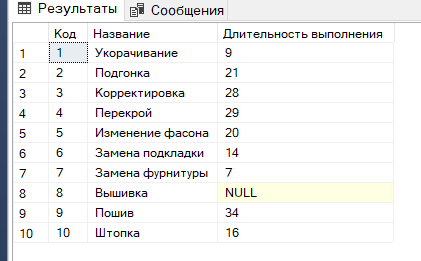 Результаты Сообщения
Код Название Длительность выполнения
1 1 Укорачивание 9
2 2 Подгонка 21
3 3 Корректировка 28
4 4 Перекрой 29
5 5 Изменение фасона 20
6 6 Замена подкладки 14
7 7 Замена фурнитуры 7
8 8 Вышивка NULL
9 9 Пошив 34
10 10 Штопка 16